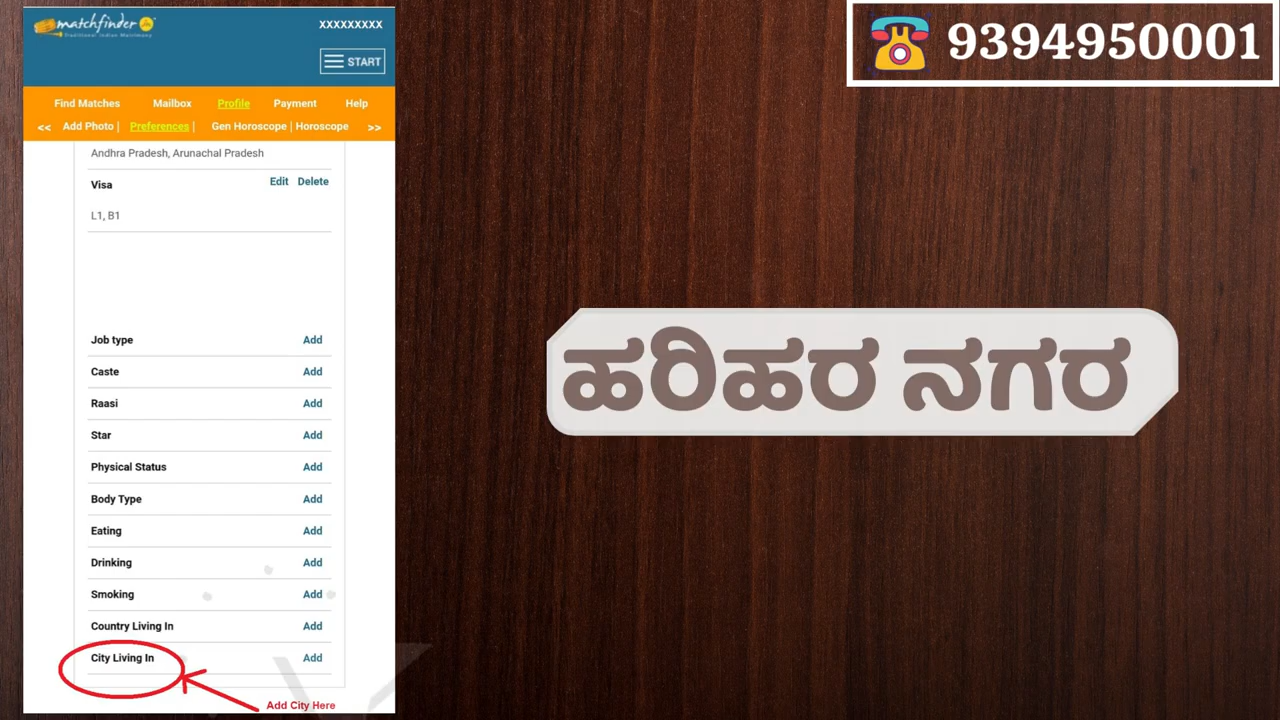 matchfinder
Traditional Indian Matrimony
XXXXXXXXX
START
Find Matches Mailbox Profile Payment Help
<< Add Photo | Preferences | Gen Horoscope | Horoscope >>
Andhra Pradesh, Arunachal Pradesh
Visa Edit Delete
L1, B1
Job type Add
Caste Add
Raasi Add
Star Add
Physical Status Add
Body Type Add
Eating Add
Drinking Add
Smoking Add
Country Living In Add
City Living In Add
Add City Here
9394950001
ಹರಿಹರ ನಗರ